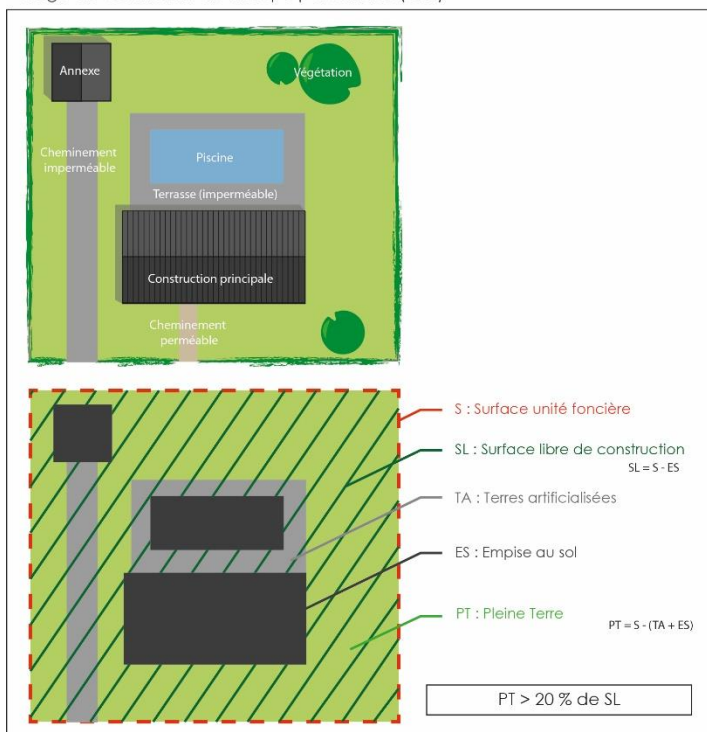 Annexe
Végétation
Cheminement
imperméable
Piscine
Terrasse (imperméable)
Construction principale
Cheminement
perméable
S : Surface unité foncière
SL : Surface libre de construction
SL = S - ES
TA : Terres artificialisées
ES : Empise au sol
PT : Pleine Terre
PT = S - (TA + ES)
PT > 20 % de SL